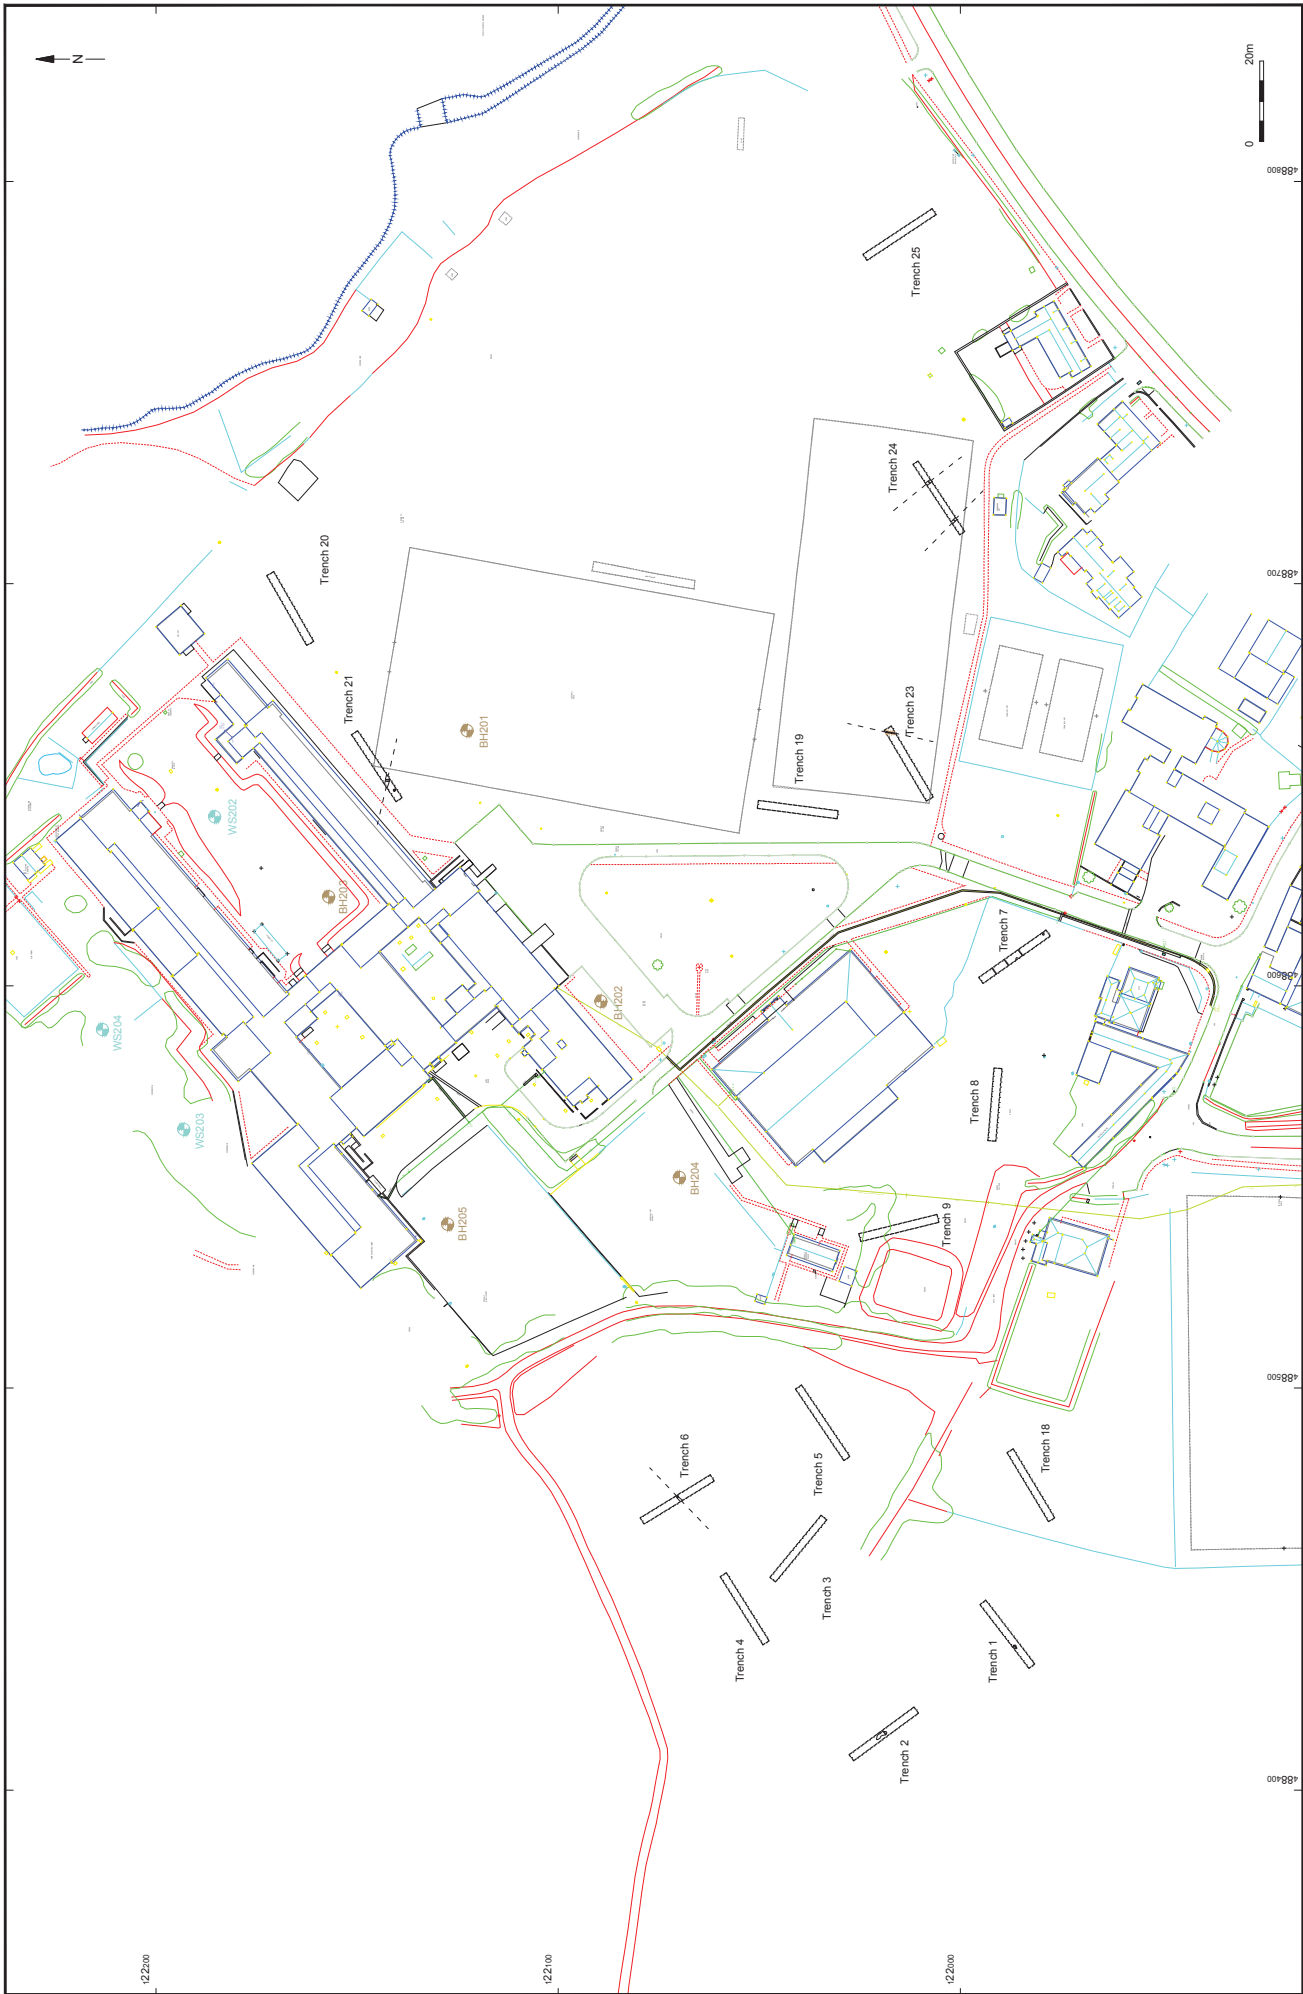 N
20m
0
488800
Trench 25
Trench 24
Trench 20
488700
Trench 21
BH201
Trench 23
Trench 19
WS202
BH203
Trench 7
488600
WS204
BH202
Trench 8
WS203
BH204
BH205
Trench 9
488500
Trench 6
Trench 5
Trench 18
Trench 3
Trench 4
Trench 1
Trench 2
488400
122200
122100
122000